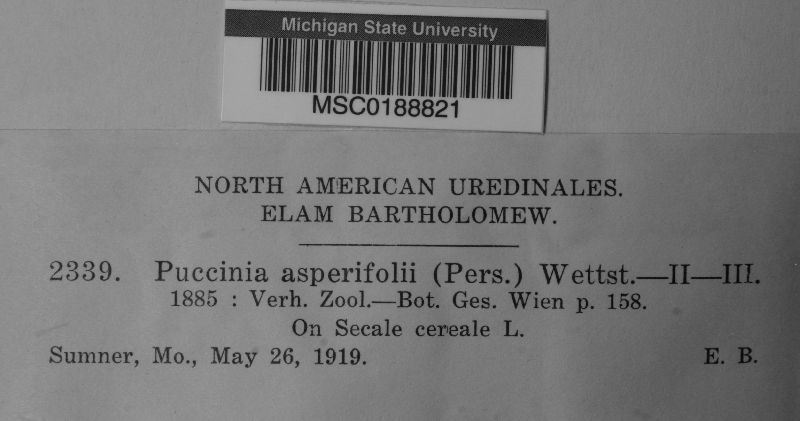 Michigan State University
MSC0188821
NORTH AMERICAN UREDINALES.
ELAM BARTHOLOMEW.
2339. Puccinia asperifolii (Pers.) Wettst.—II—III.
1885 : Verh. Zool.—Bot. Ges. Wien p. 158.
On Secale cereale L.
Sumner, Mo., May 26, 1919. E. B.